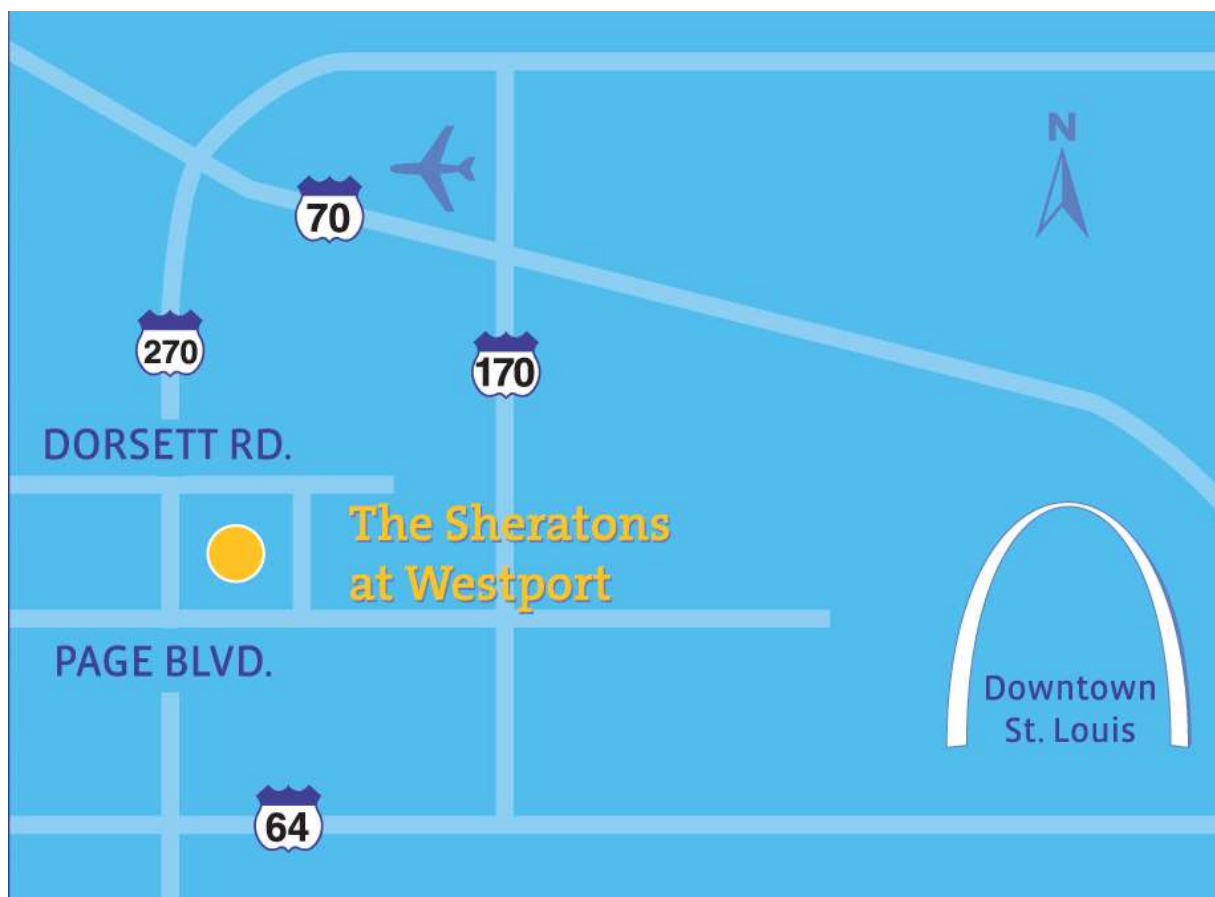 N
70
270
170
DORSETT RD.
The Sheratons
at Westport
PAGE BLVD.
Downtown
St. Louis
64